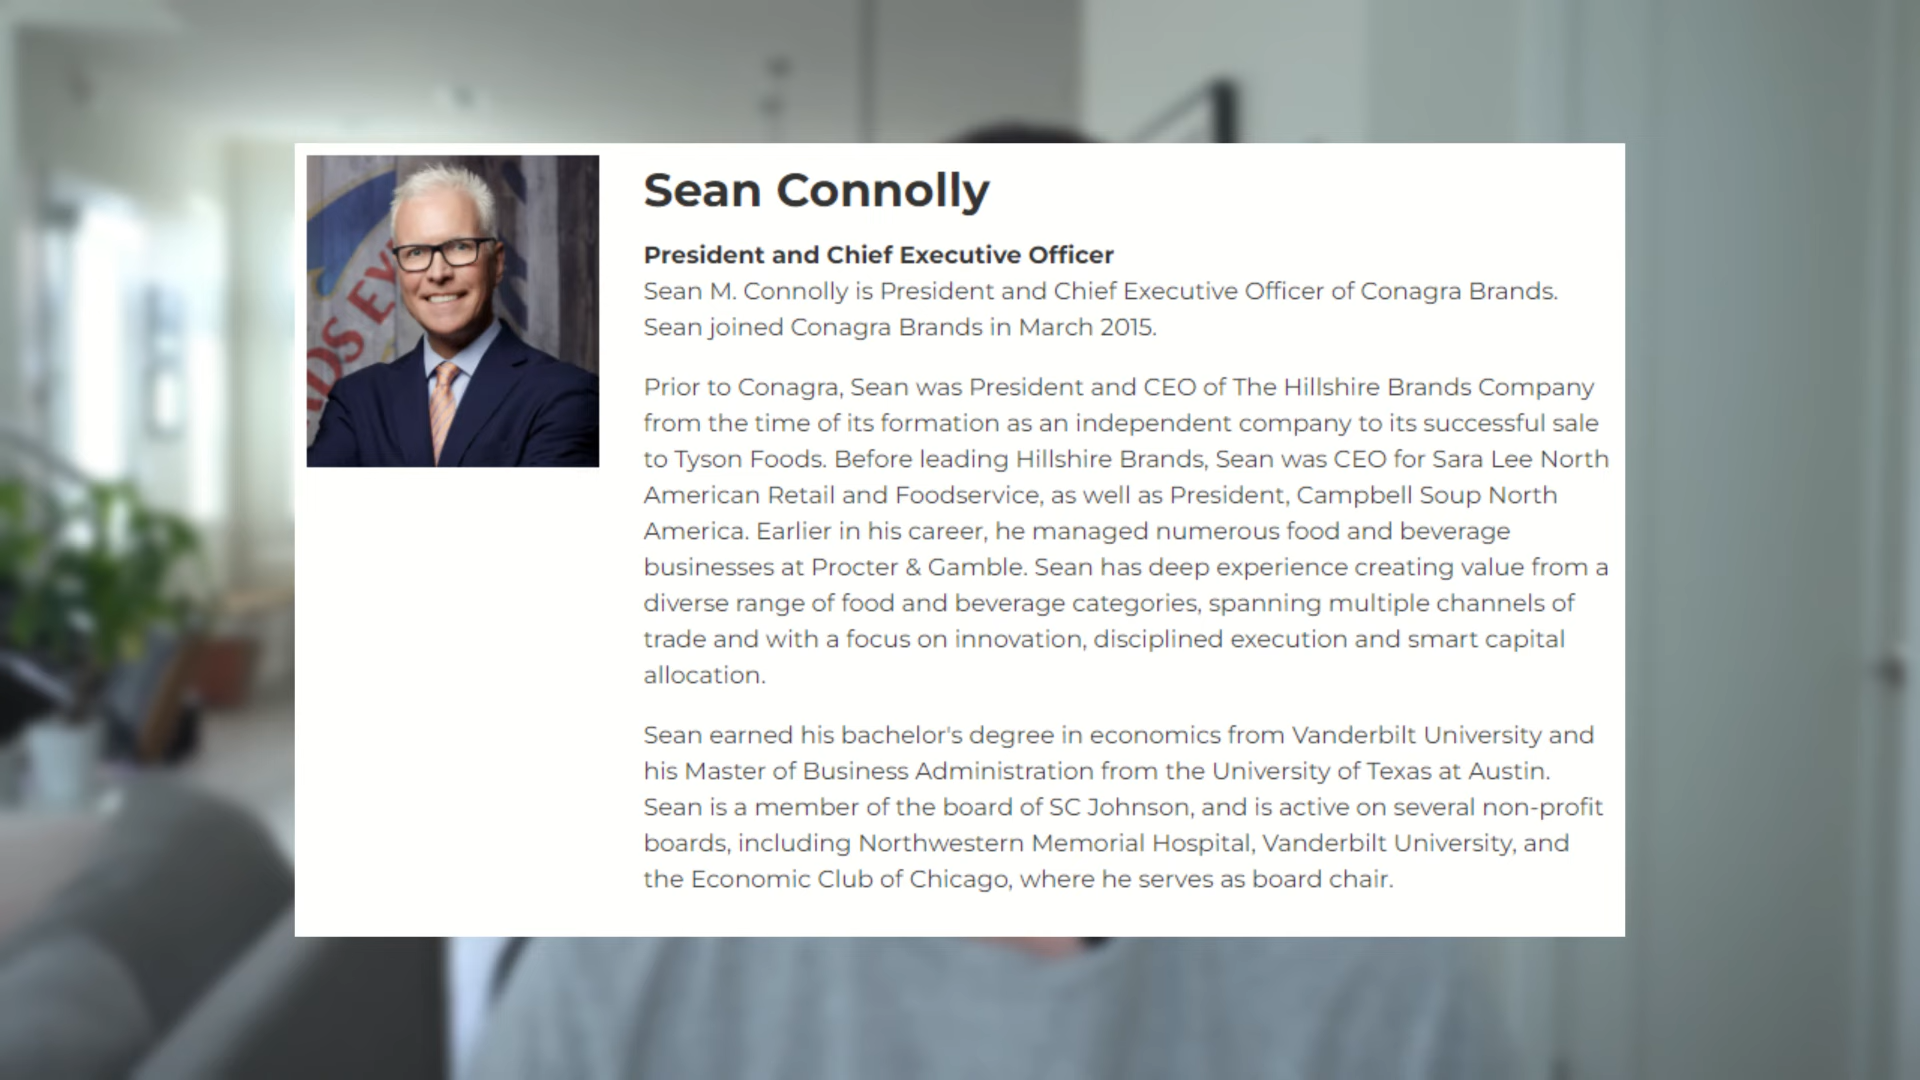 Sean Connolly
President and Chief Executive Officer
Sean M. Connolly is President and Chief Executive Officer of Conagra Brands.
Sean joined Conagra Brands in March 2015.
Prior to Conagra, Sean was President and CEO of The Hillshire Brands Company
from the time of its formation as an independent company to its successful sale
to Tyson Foods. Before leading Hillshire Brands, Sean was CEO for Sara Lee North
American Retail and Foodservice, as well as President, Campbell Soup North
America. Earlier in his career, he managed numerous food and beverage
businesses at Procter & Gamble. Sean has deep experience creating value from a
diverse range of food and beverage categories, spanning multiple channels of
trade and with a focus on innovation, disciplined execution and smart capital
allocation.
Sean earned his bachelor's degree in economics from Vanderbilt University and
his Master of Business Administration from the University of Texas at Austin.
Sean is a member of the board of SC Johnson, and is active on several non-profit
boards, including Northwestern Memorial Hospital, Vanderbilt University, and
the Economic Club of Chicago, where he serves as board chair.